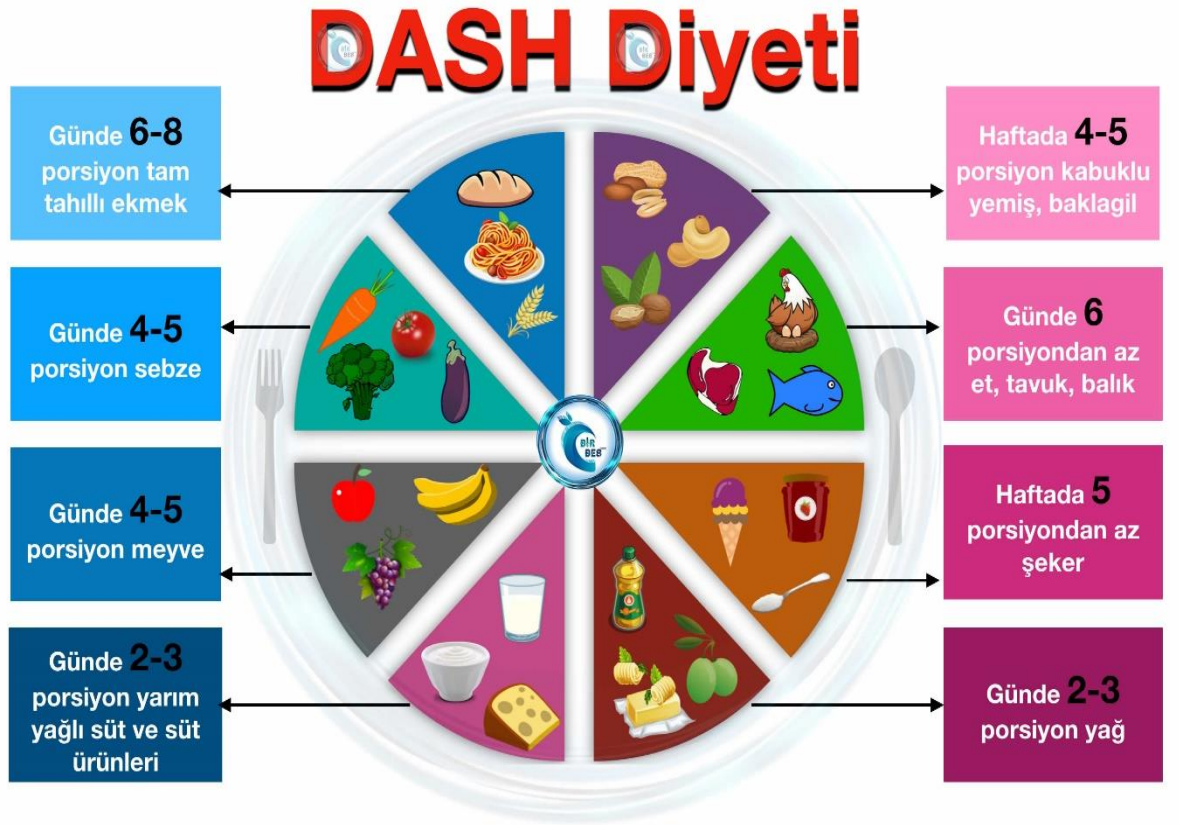 DASH Diyeti
Günde 6-8
porsiyon tam
tahıllı ekmek
Günde 4-5
porsiyon sebze
Günde 4-5
porsiyon meyve
Günde 2-3
porsiyon yarım
yağlı süt ve süt
ürünleri
Haftada 4-5
porsiyon kabuklu
yemiş, baklagil
Günde 6
porsiyondan az
et, tavuk, balık
Haftada 5
porsiyondan az
şeker
Günde 2-3
porsiyon yağ
BİR
ĐEB